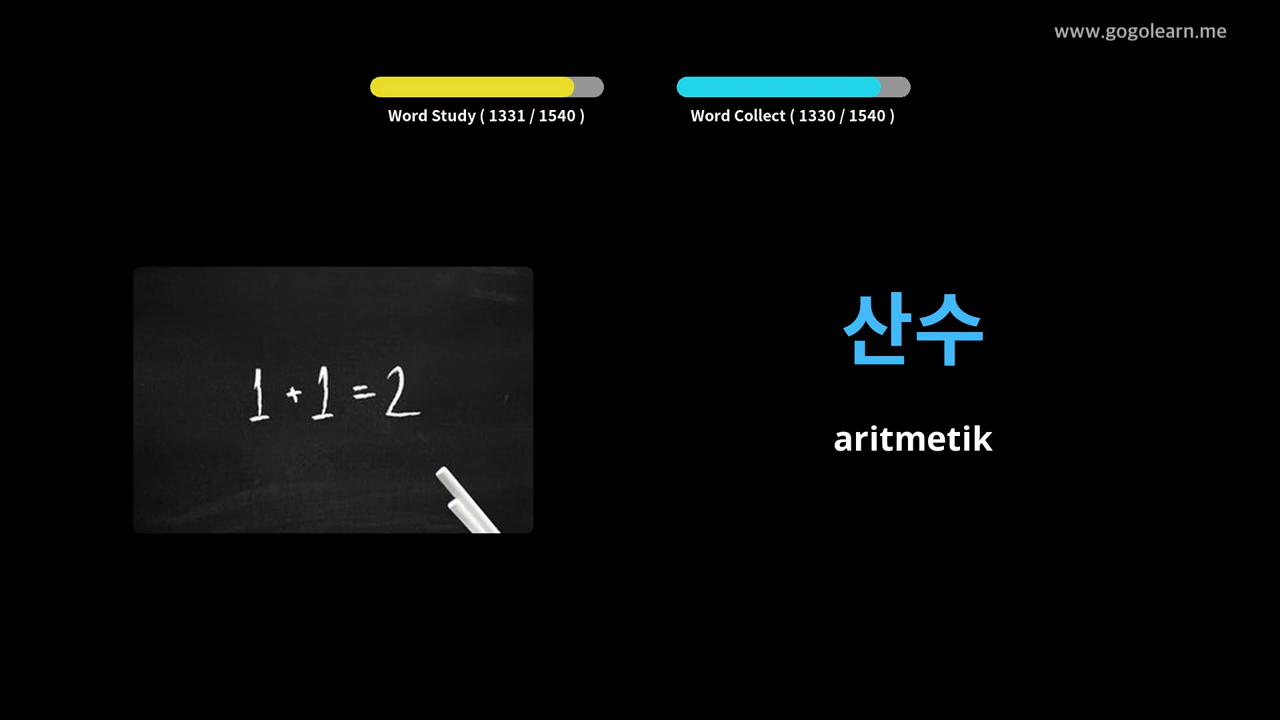 www.gogolearn.me
Word Study ( 1331 / 1540 )
Word Collect ( 1330 / 1540 )
1 + 1 = 2
산수
aritmetik